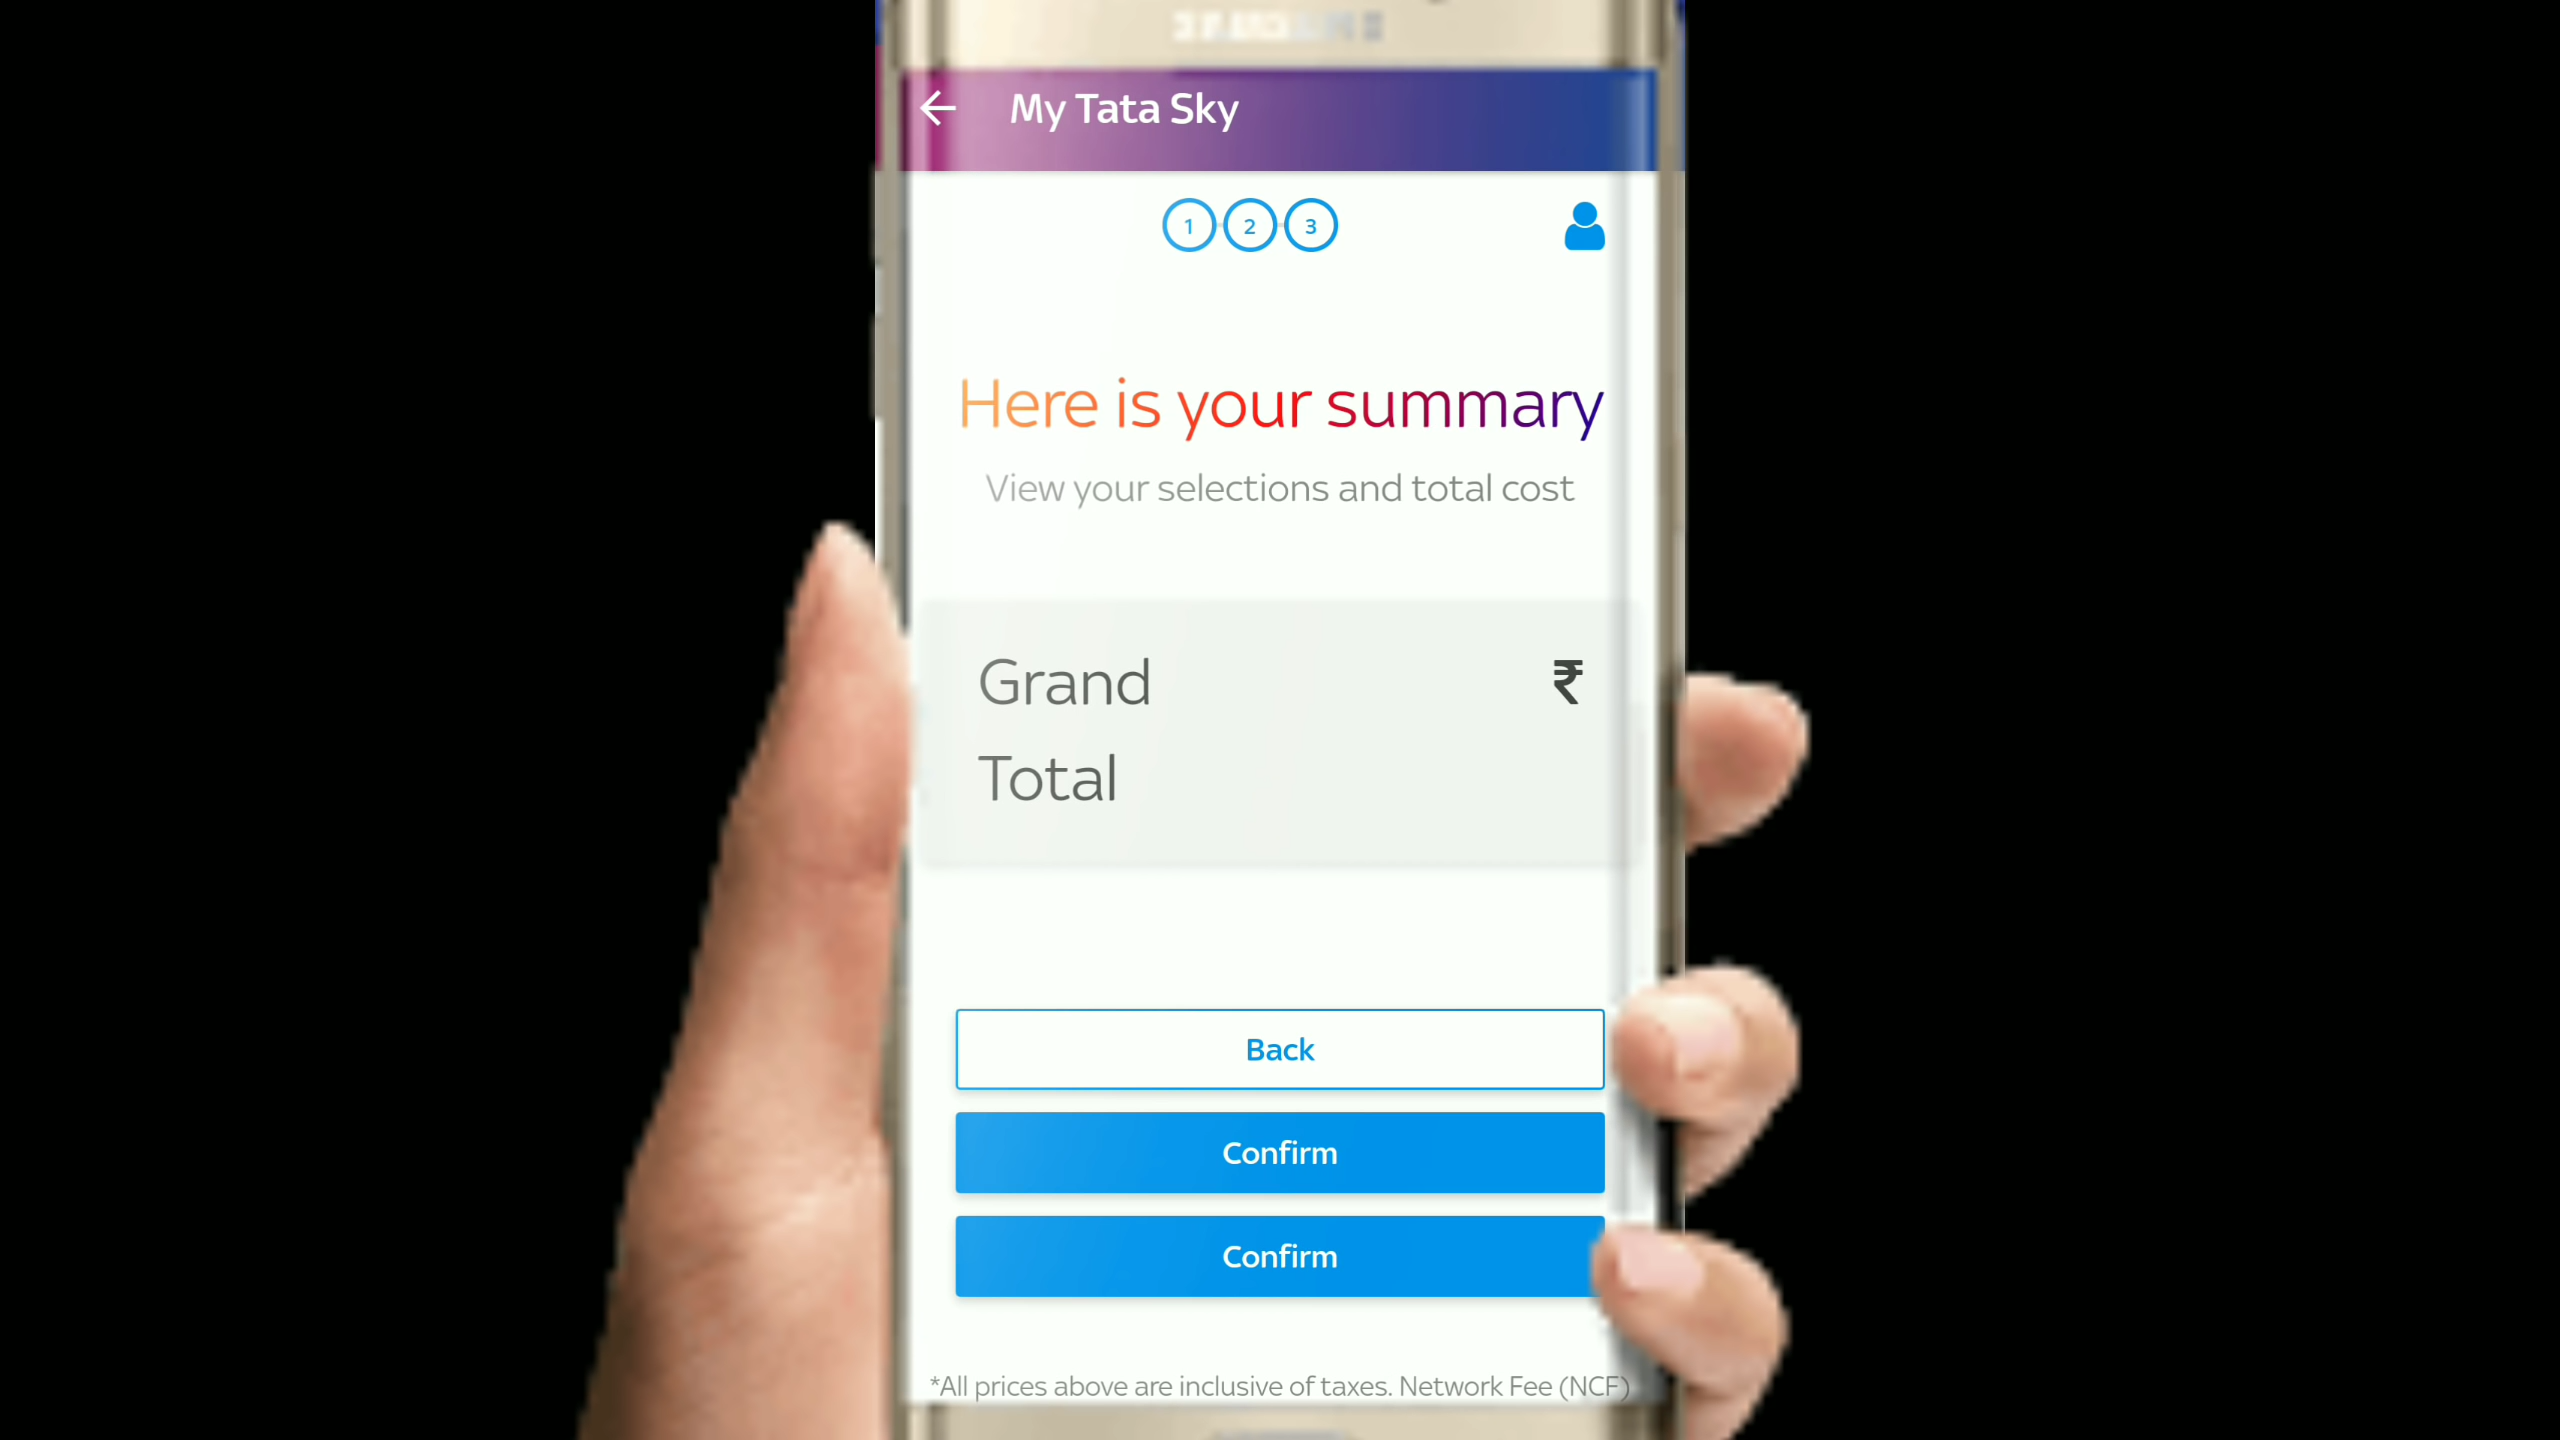 My Tata Sky
1 2 3
Here is your summary
View your selections and total cost
Grand ₹
Total
Back
Confirm
Confirm
*All prices above are inclusive of taxes. Network Fee (NCF)